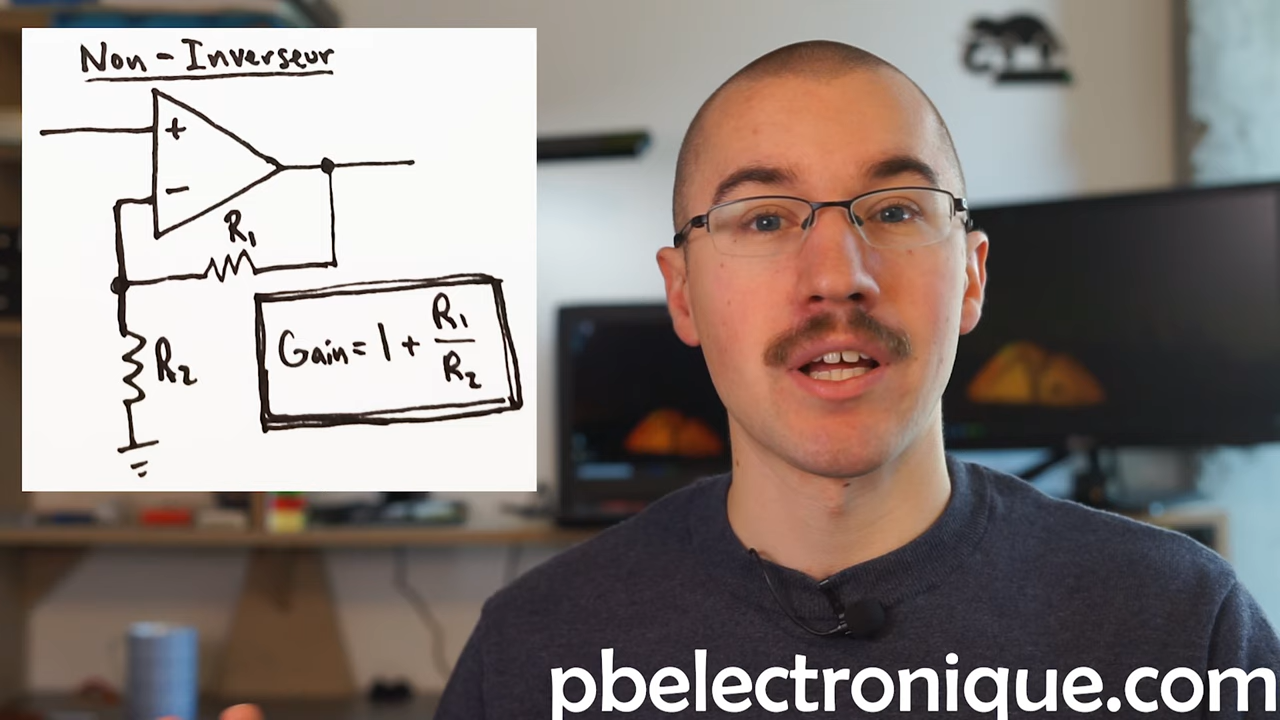 Non-Inverseur
+
-
R1
R2
Gain = 1 + R1/R2
pbelectronique.com